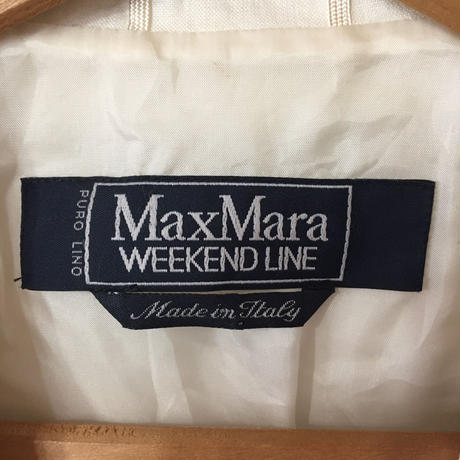 PURO LINO
MaxMara
WEEKEND LINE
Made in Italy